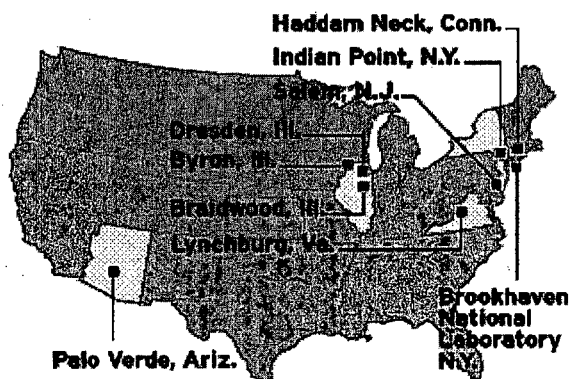 Haddam Neck, Conn.
Indian Point, N.Y.
Salem, N.J.
Dresden, Ill.
Byron, Ill.
Braidwood, Ill.
Lynchburg, Va.
Brookhaven
National
Laboratory
N.Y.
Palo Verde, Ariz.